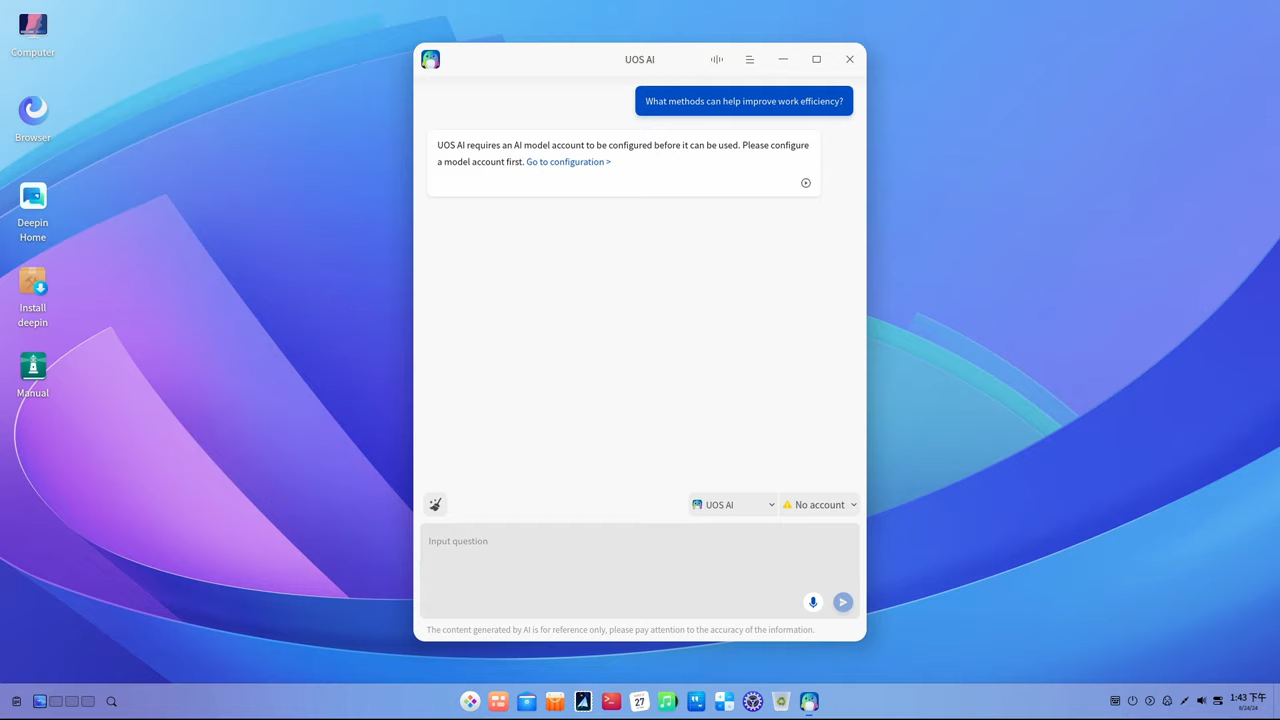 Computer
Browser
Deepin
Home
Install
deepin
Manual
UOS AI
What methods can help improve work efficiency?
UOS AI requires an AI model account to be configured before it can be used. Please configure
a model account first. Go to configuration >
UOS AI
No account
Input question
The content generated by AI is for reference only, please pay attention to the accuracy of the information.
27
1:43 下午
8/24/24